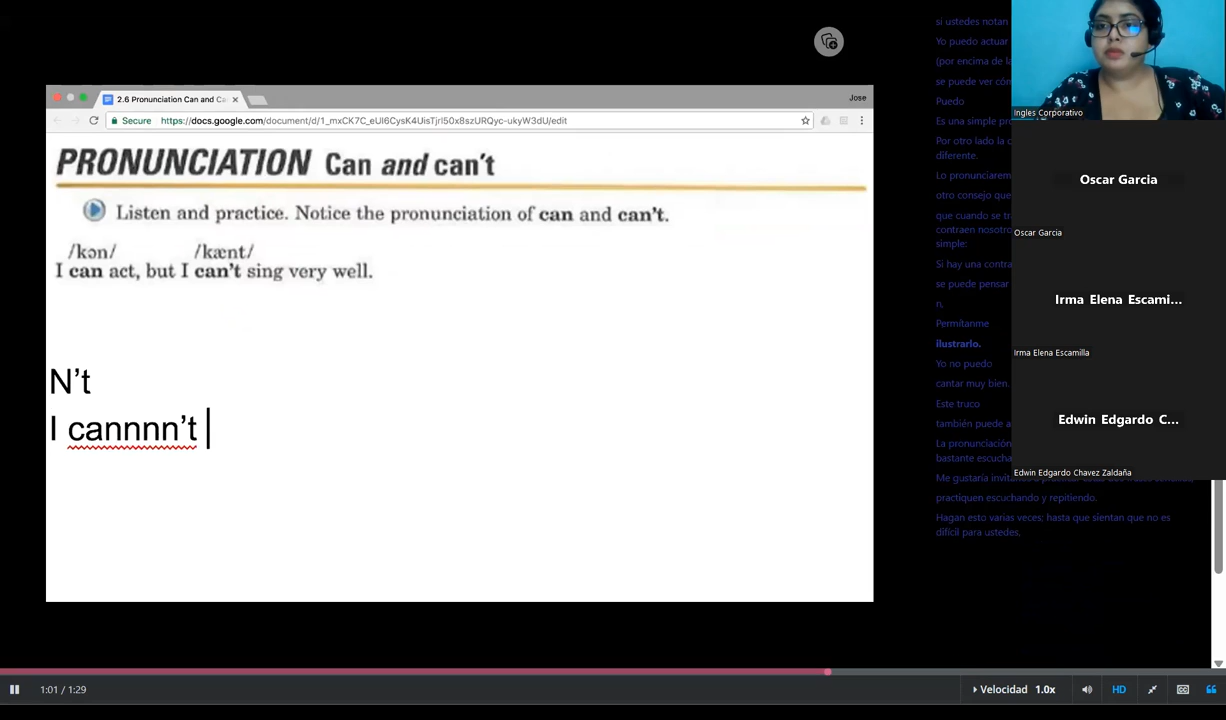 2.6 Pronunciation Can and Ca
Jose
Secure
https://docs.google.com/document/d/1_mxCK7C_eUI6CysK4UisTjrl50x8szURQyc-ukyW3dU/edit
PRONUNCIATION Can and can't
Listen and practice. Notice the pronunciation of can and can't.
/kən/ /kænt/
I can act, but I can't sing very well.
N't
I cannnn't
si ustedes notan
Yo puedo actuar
(por encima de la
se puede ver cóm
Puedo
Es una simple pro
Por otro lado la c
diferente.
Lo pronunciarem
otro consejo que
que cuando se tra
contraen nosotro
simple:
Si hay una contra
se puede pensar
n,
Permítanme
ilustrarlo.
Yo no puedo
cantar muy bien.
Este truco
también puede a
La pronunciación
bastante escucha
practiquen escuchando y repitiendo.
Hagan esto varias veces; hasta que sientan que no es
difícil para ustedes.
Ingles Corporativo
Oscar Garcia
Oscar Garcia
Irma Elena Escami...
Irma Elena Escamilla
Edwin Edgardo C...
Edwin Edgardo Chavez Zaldaña
1:01 / 1:29
Velocidad 1.0x
HD
CC